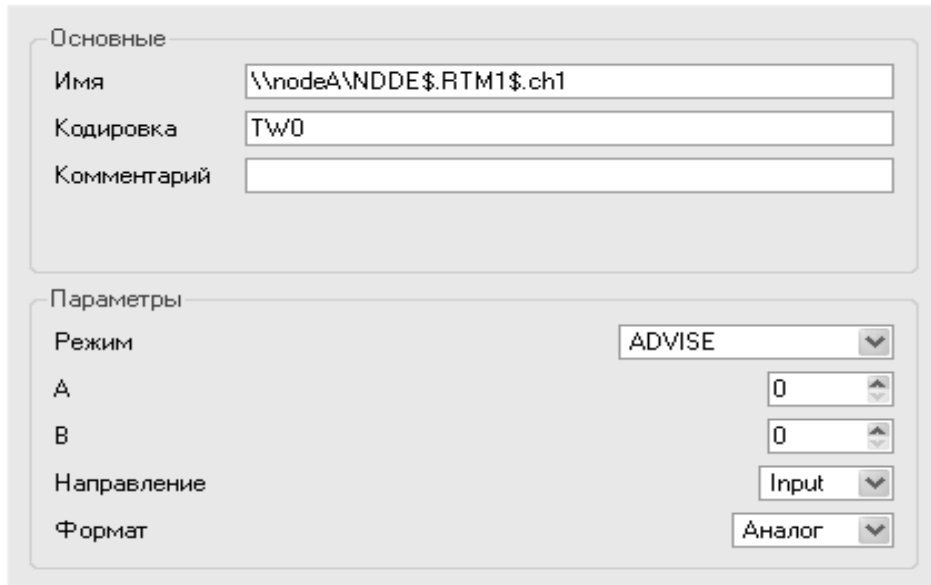 Основные
Имя \\nodeA\NDDE$.RTM1$.ch1
Кодировка TW0
Комментарий
Параметры
Режим ADVISE
A 0
B 0
Направление Input
Формат Аналог